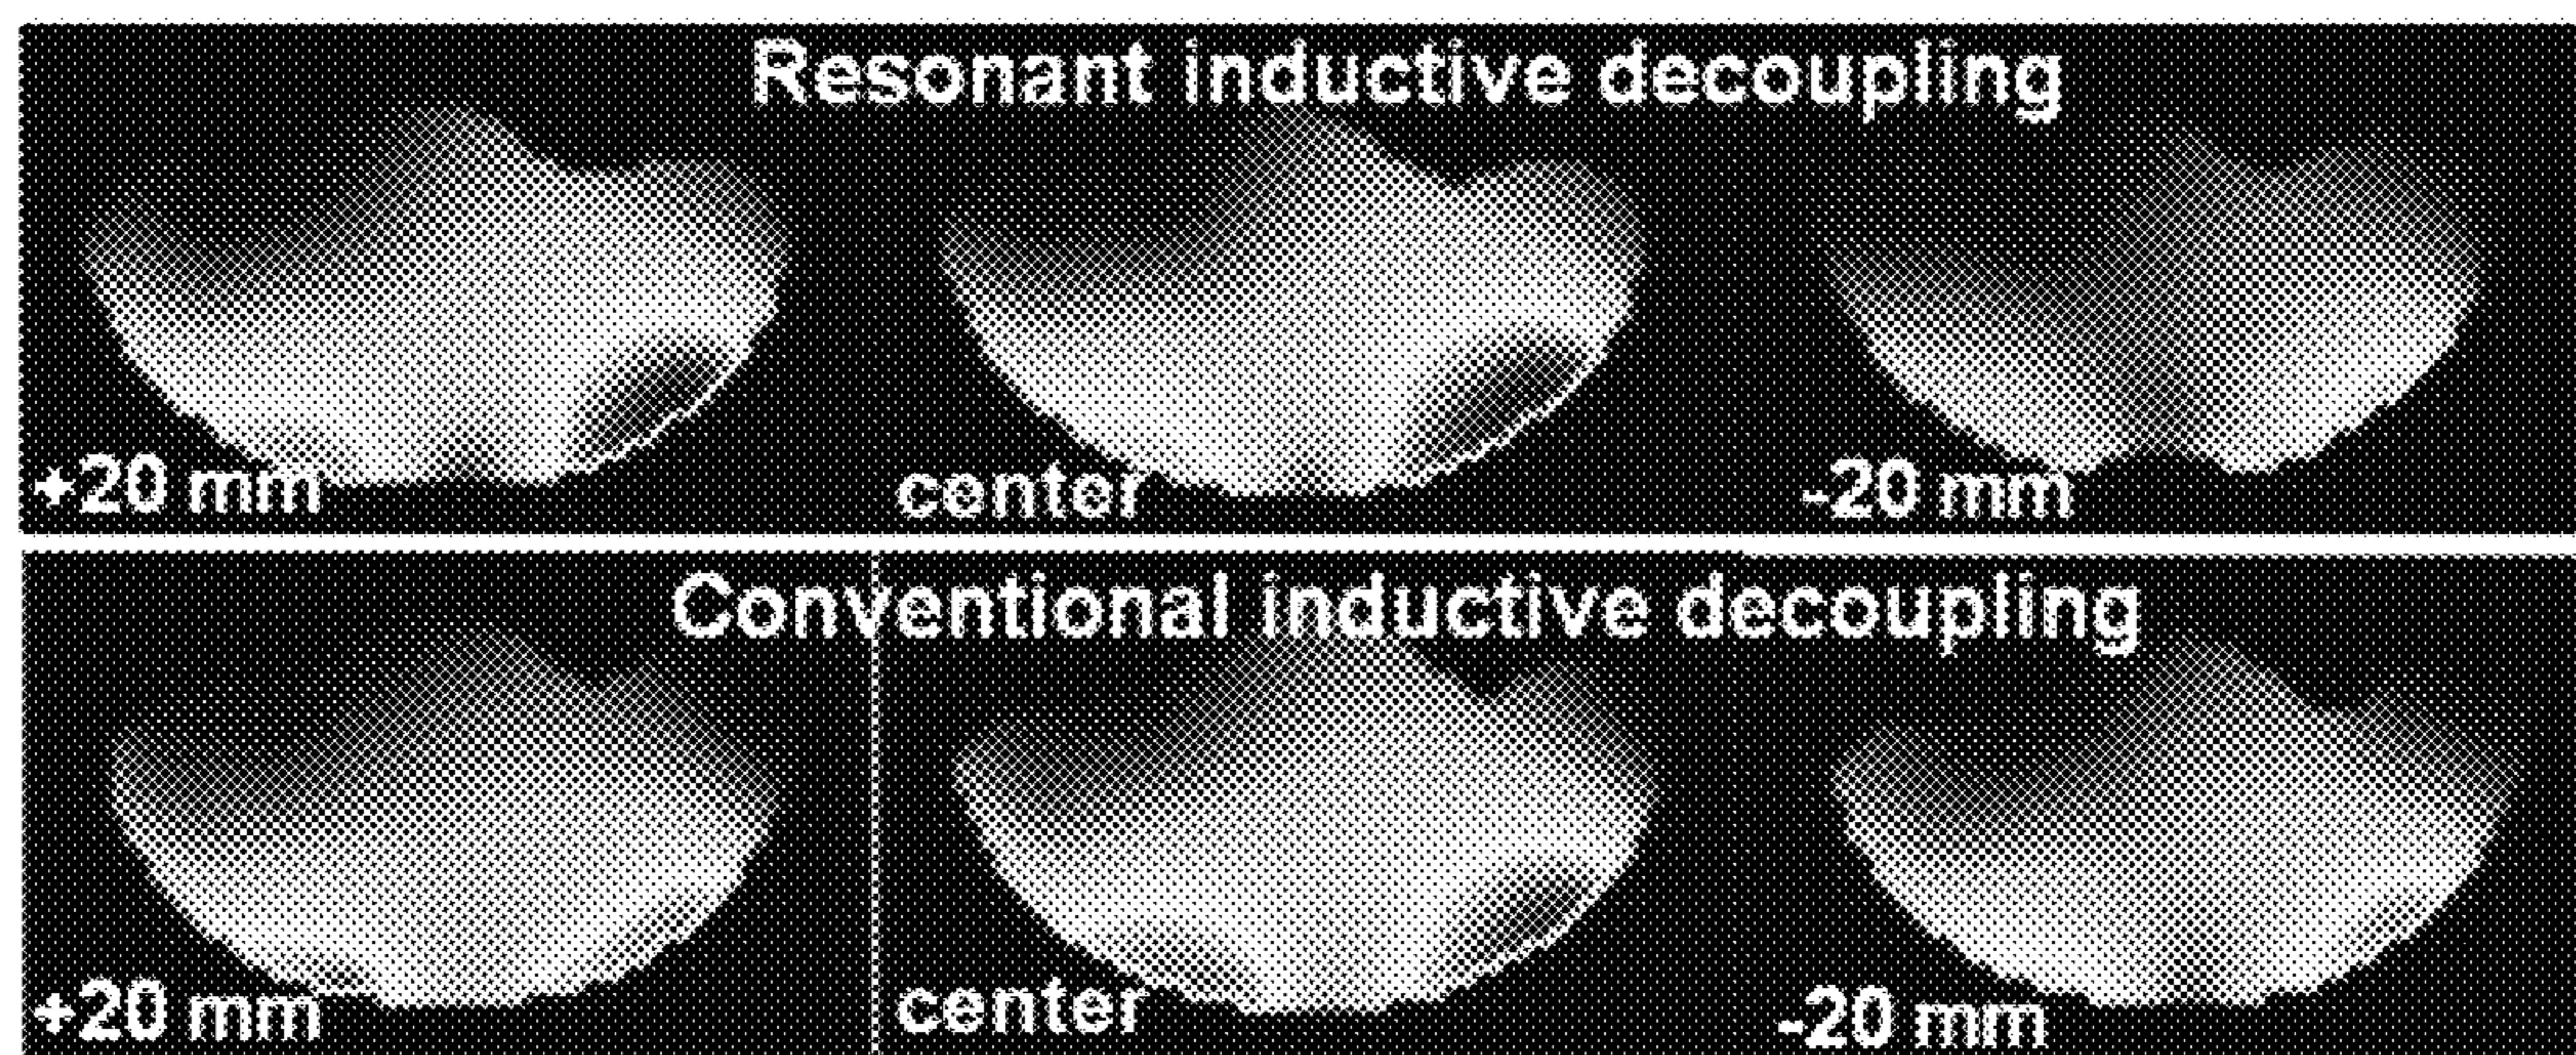 Resonant inductive decoupling
+20 mm
center
-20 mm
Conventional inductive decoupling
+20 mm
center
-20 mm